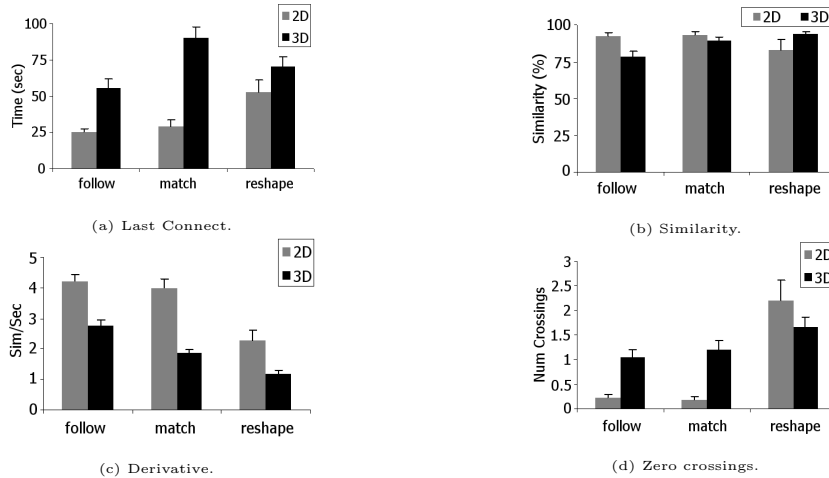 100
75
50
25
0
Time (sec)
2D
3D
follow match reshape
(a) Last Connect.
100
75
50
25
0
Similarity (%)
2D 3D
follow match reshape
(b) Similarity.
5
4
3
2
1
0
Sim/Sec
2D
3D
follow match reshape
(c) Derivative.
3
2.5
2
1.5
1
0.5
0
Num Crossings
2D
3D
follow match reshape
(d) Zero crossings.